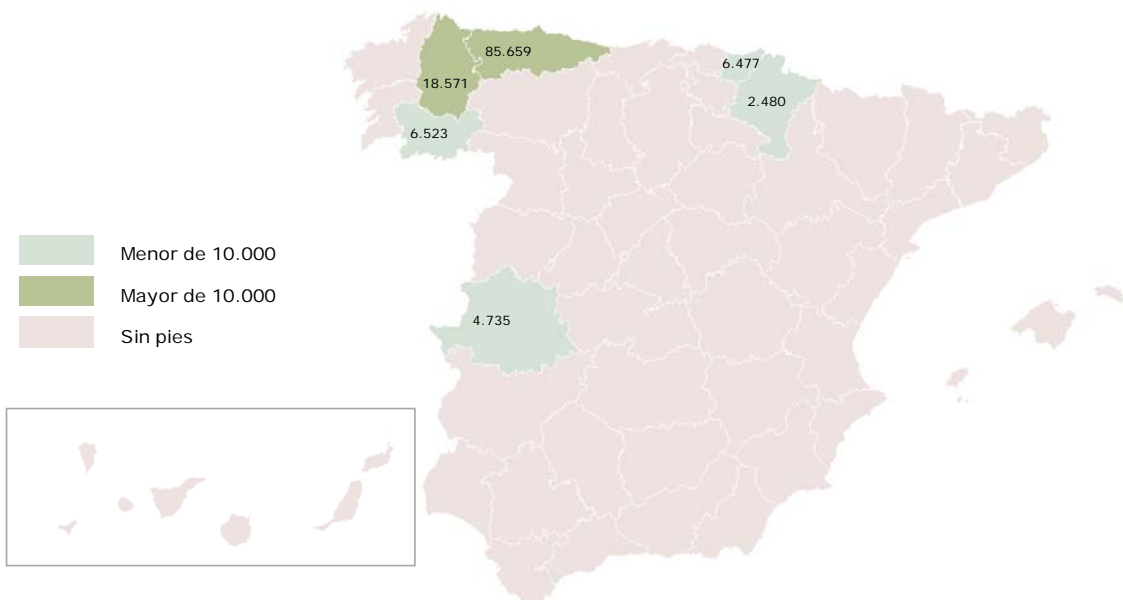 85.659
6.477
18.571
2.480
6.523
Menor de 10.000
Mayor de 10.000
4.735
Sin pies